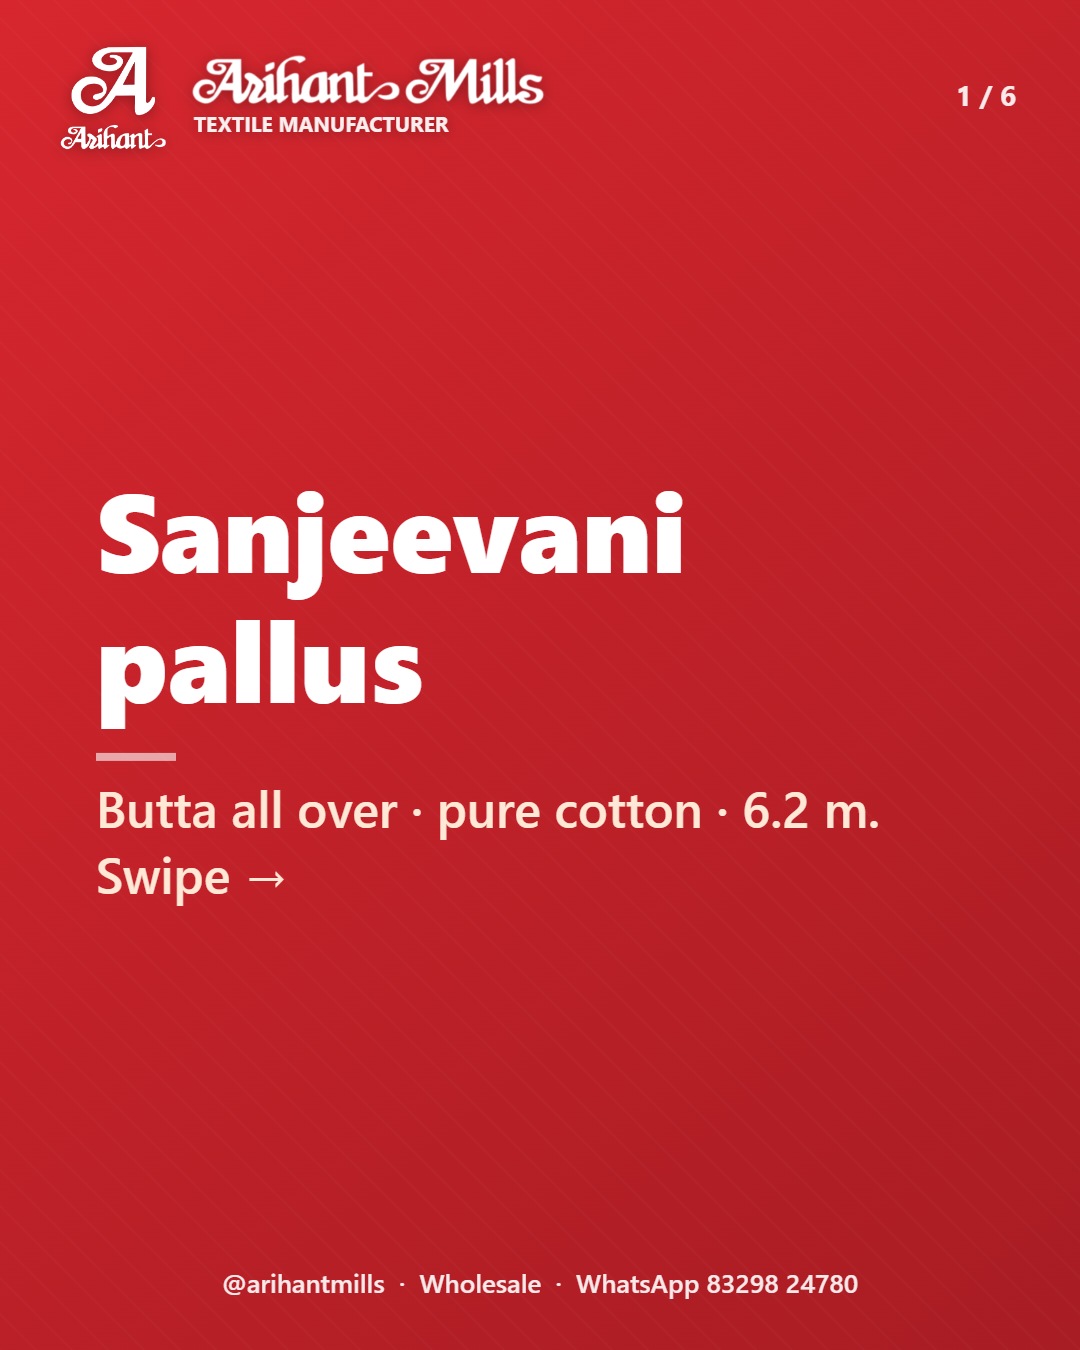 A
Arihant
Arihant Mills
TEXTILE MANUFACTURER
1 / 6
Sanjeevani
pallus
Butta all over · pure cotton · 6.2 m.
Swipe →
@arihantmills · Wholesale · WhatsApp 83298 24780